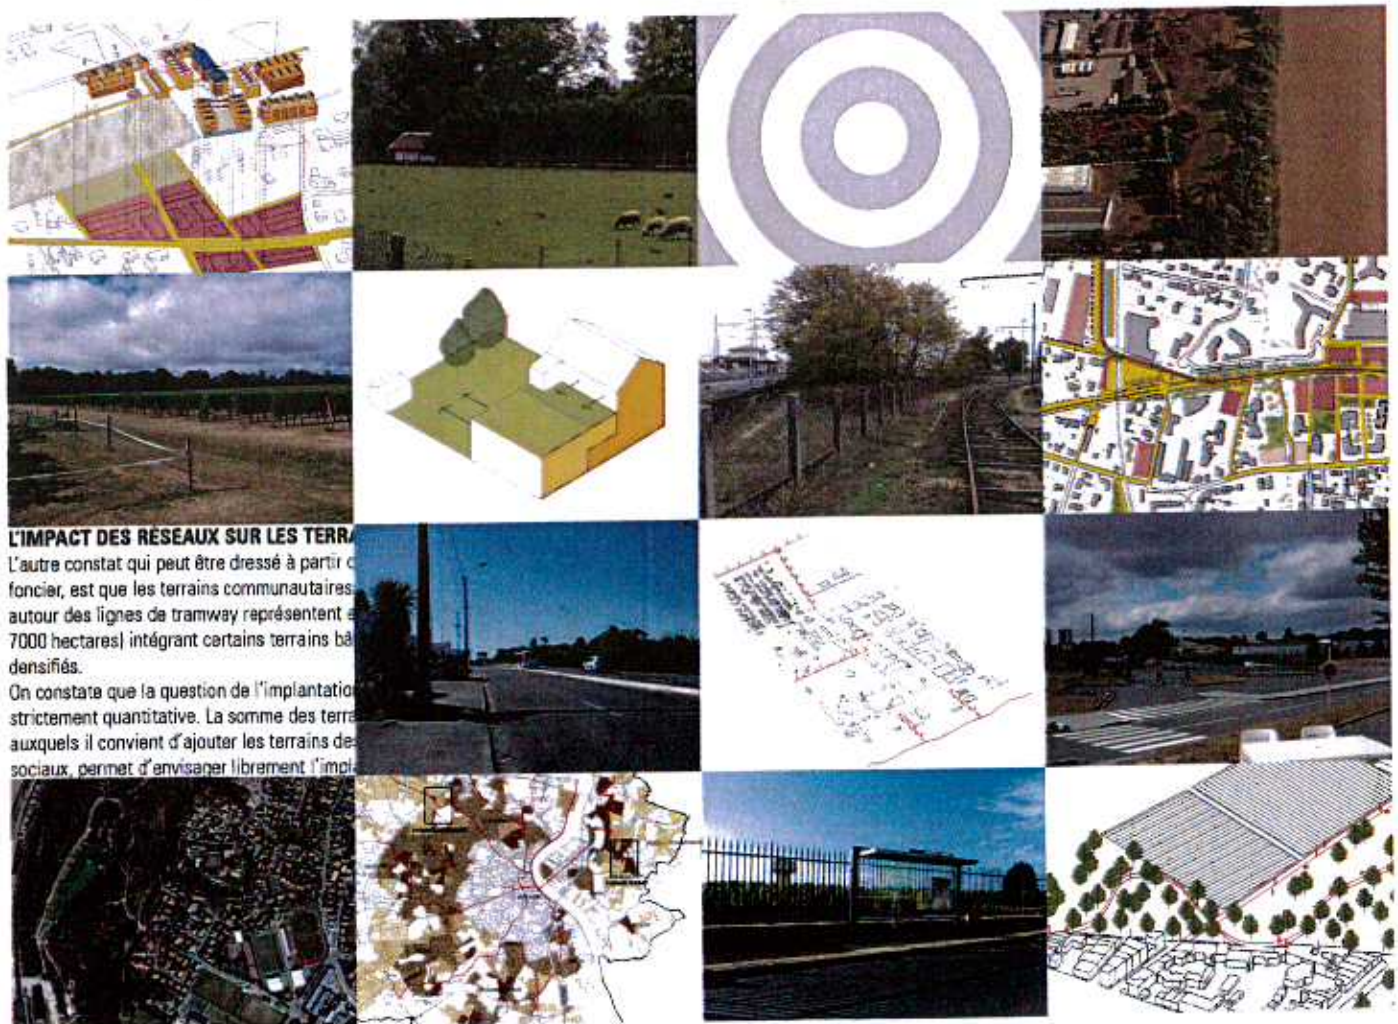 L'IMPACT DES RÉSEAUX SUR LES TERRA
L'autre constat qui peut être dressé à partir d
foncier, est que les terrains communautaires,
autour des lignes de tramway représentent e
7000 hectares) intégrant certains terrains bâ
densifiés.
On constate que la question de l'implantatio
strictement quantitative. La somme des terra
auxquels il convient d'ajouter les terrains des
sociaux, permet d'envisager librement l'impla